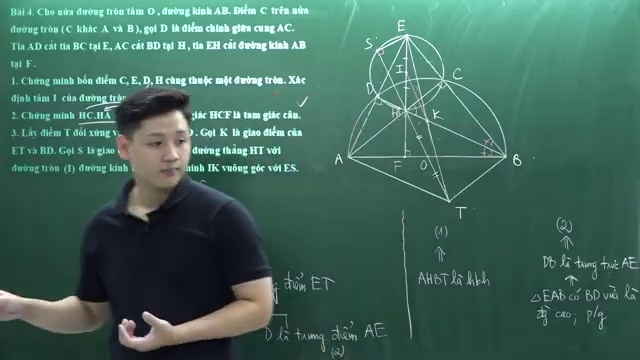 Bài 4. Cho nửa đường tròn tâm O, đường kính AB. Điểm C trên nửa
đường tròn (C khác A và B), gọi D là điểm chính giữa cung AC.
Tia AD cắt tia BC tại E, AC cắt BD tại H, tia EH cắt đường kính AB
tại F.
1. Chứng minh bốn điểm C, E, D, H cùng thuộc một đường tròn. Xác
định tâm I của đường tròn
2. Chứng minh HC.HA giác HCF là tam giác cân.
3. Lấy điểm T đối xứng v O. Gọi K là giao điểm của
ET và BD. Gọi S là giao đường thẳng HT với
đường tròn (I) đường kính minh IK vuông góc với ES.
E
S
I
D
C
H
K
A
F
O
B
T
(1)
⇑
AHBT là hbh
(2)
⇑
DB là trung trực AE
⇑
△EAB có BD vừa là
đg cao; p/g
điểm ET
D là trung điểm AE
(2)